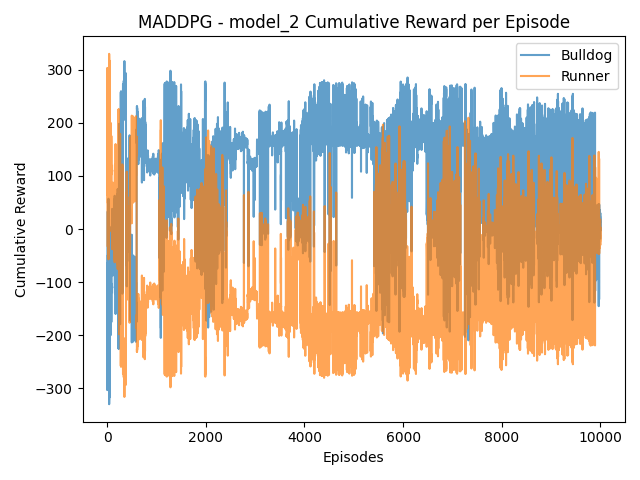 MADDPG - model_2 Cumulative Reward per Episode
Bulldog
Runner
300
200
100
0
−100
−200
−300
Cumulative Reward
0
2000
4000
6000
8000
10000
Episodes